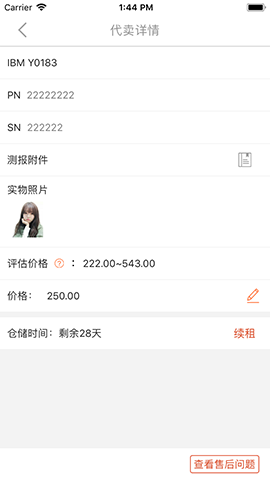 Carrier 1:44 PM
代卖详情
IBM Y0183
PN 22222222
SN 222222
测报附件
实物照片
评估价格 ? : 222.00~543.00
价格: 250.00
仓储时间: 剩余28天 续租
查看售后问题